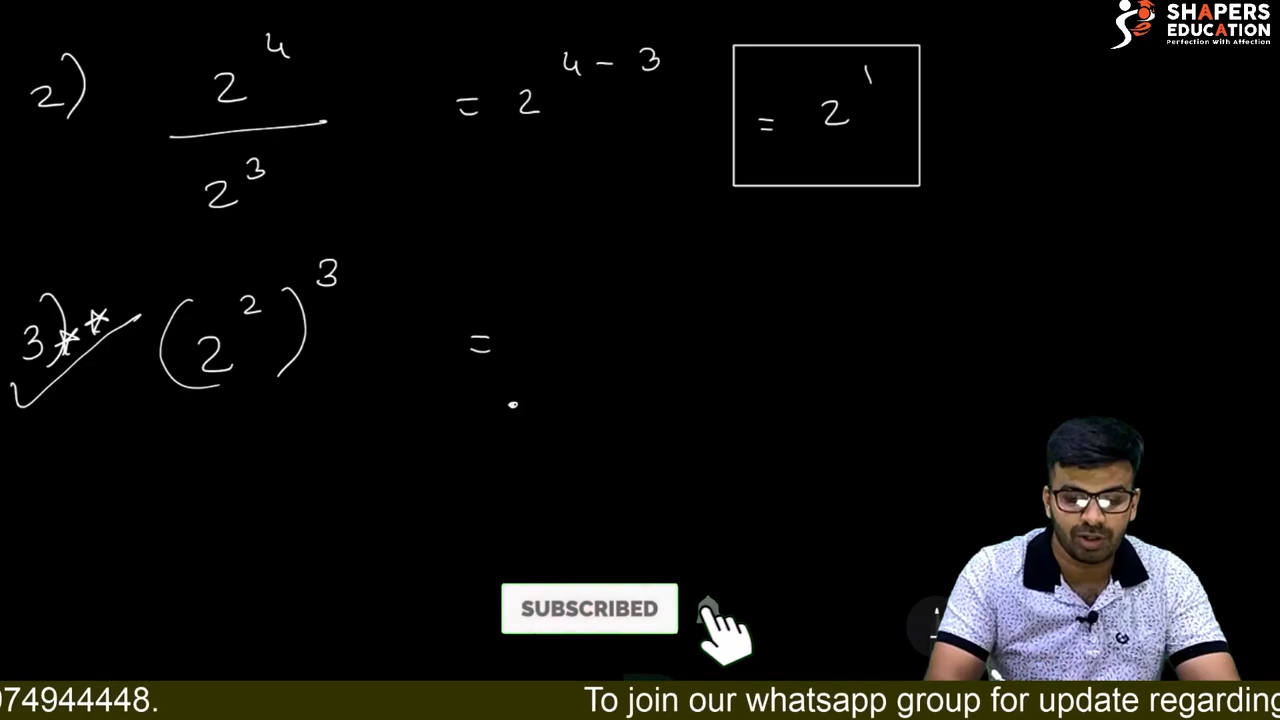 SHAPERS
EDUCATION
Perfection With Affection
2) 2^4 / 2^3 = 2^{4-3} = 2^1
3)** (2^2)^3 =
SUBSCRIBED
974944448. To join our whatsapp group for update regarding